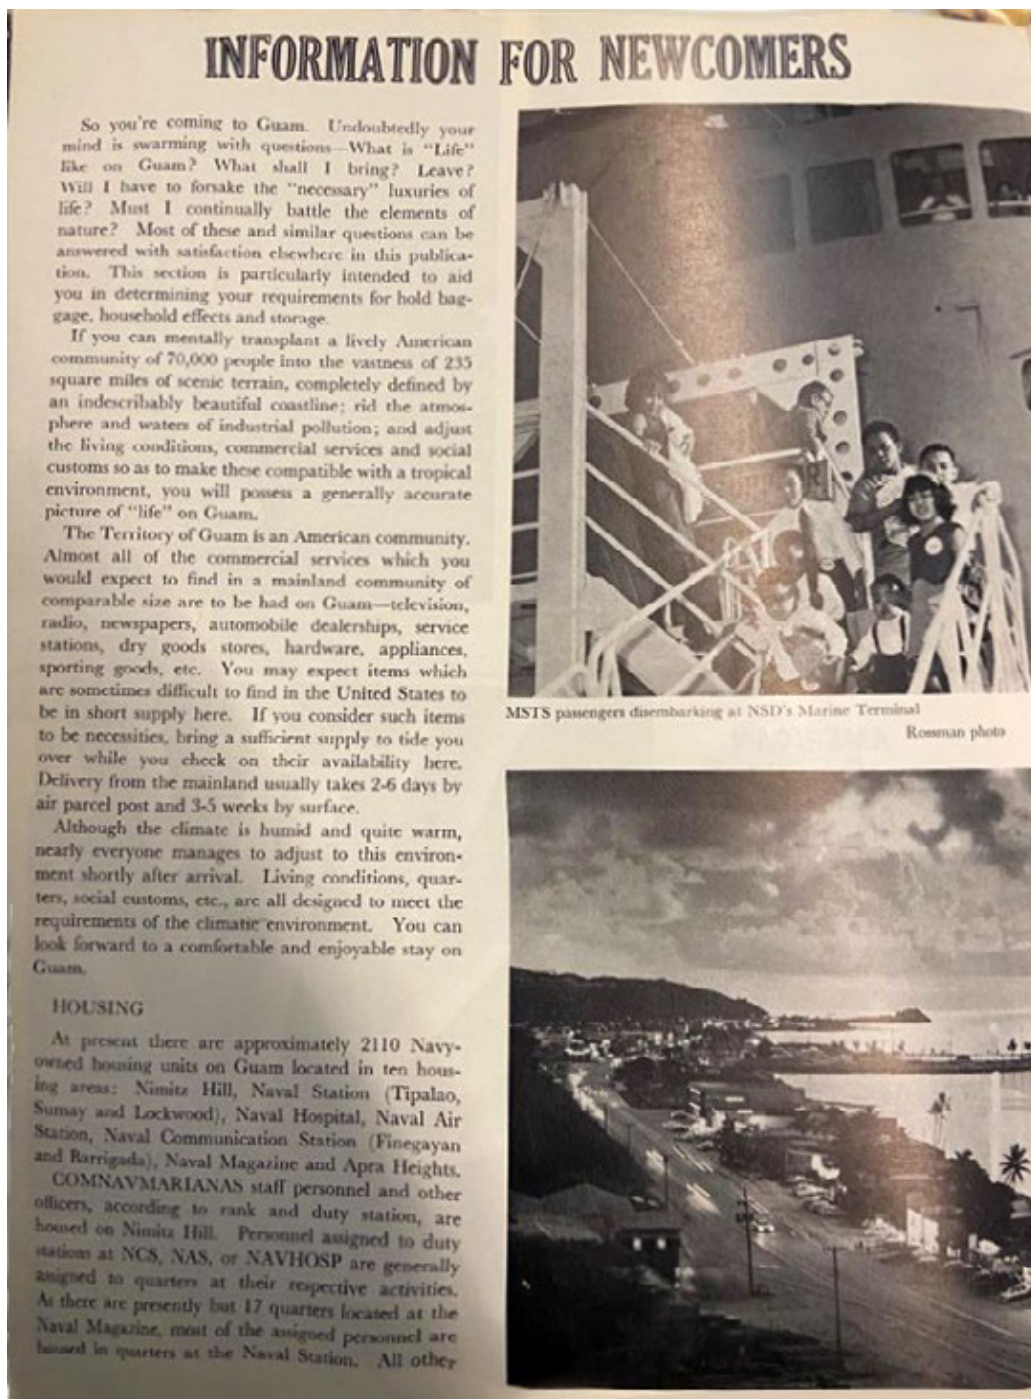 INFORMATION FOR NEWCOMERS
So you're coming to Guam. Undoubtedly your
mind is swarming with questions—What is "Life"
like on Guam? What shall I bring? Leave?
Will I have to forsake the "necessary" luxuries of
life? Must I continually battle the elements of
nature? Most of these and similar questions can be
answered with satisfaction elsewhere in this publica-
tion. This section is particularly intended to aid
you in determining your requirements for hold bag-
gage, household effects and storage.
If you can mentally transplant a lively American
community of 70,000 people into the vastness of 235
square miles of scenic terrain, completely defined by
an indescribably beautiful coastline; rid the atmos-
phere and waters of industrial pollution; and adjust
the living conditions, commercial services and social
customs so as to make these compatible with a tropical
environment, you will possess a generally accurate
picture of "life" on Guam.
The Territory of Guam is an American community.
Almost all of the commercial services which you
would expect to find in a mainland community of
comparable size are to be had on Guam—television,
radio, newspapers, automobile dealerships, service
stations, dry goods stores, hardware, appliances,
sporting goods, etc. You may expect items which
are sometimes difficult to find in the United States to
be in short supply here. If you consider such items
to be necessities, bring a sufficient supply to tide you
over while you check on their availability here.
Delivery from the mainland usually takes 2-6 days by
air parcel post and 3-5 weeks by surface.
Although the climate is humid and quite warm,
nearly everyone manages to adjust to this environ-
ment shortly after arrival. Living conditions, quar-
ters, social customs, etc., are all designed to meet the
requirements of the climatic environment. You can
look forward to a comfortable and enjoyable stay on
Guam.
HOUSING
At present there are approximately 2110 Navy-
owned housing units on Guam located in ten hous-
ing areas: Nimitz Hill, Naval Station (Tipalao,
Sumay and Lockwood), Naval Hospital, Naval Air
Station, Naval Communication Station (Finegayan
and Barrigada), Naval Magazine and Apra Heights.
COMNAVMARIANAS staff personnel and other
officers, according to rank and duty station, are
housed on Nimitz Hill. Personnel assigned to duty
stations at NCS, NAS, or NAVHOSP are generally
assigned to quarters at their respective activities.
As there are presently but 17 quarters located at the
Naval Magazine, most of the assigned personnel are
housed in quarters at the Naval Station. All other
MSTS passengers disembarking at NSD's Marine Terminal
Rossman photo